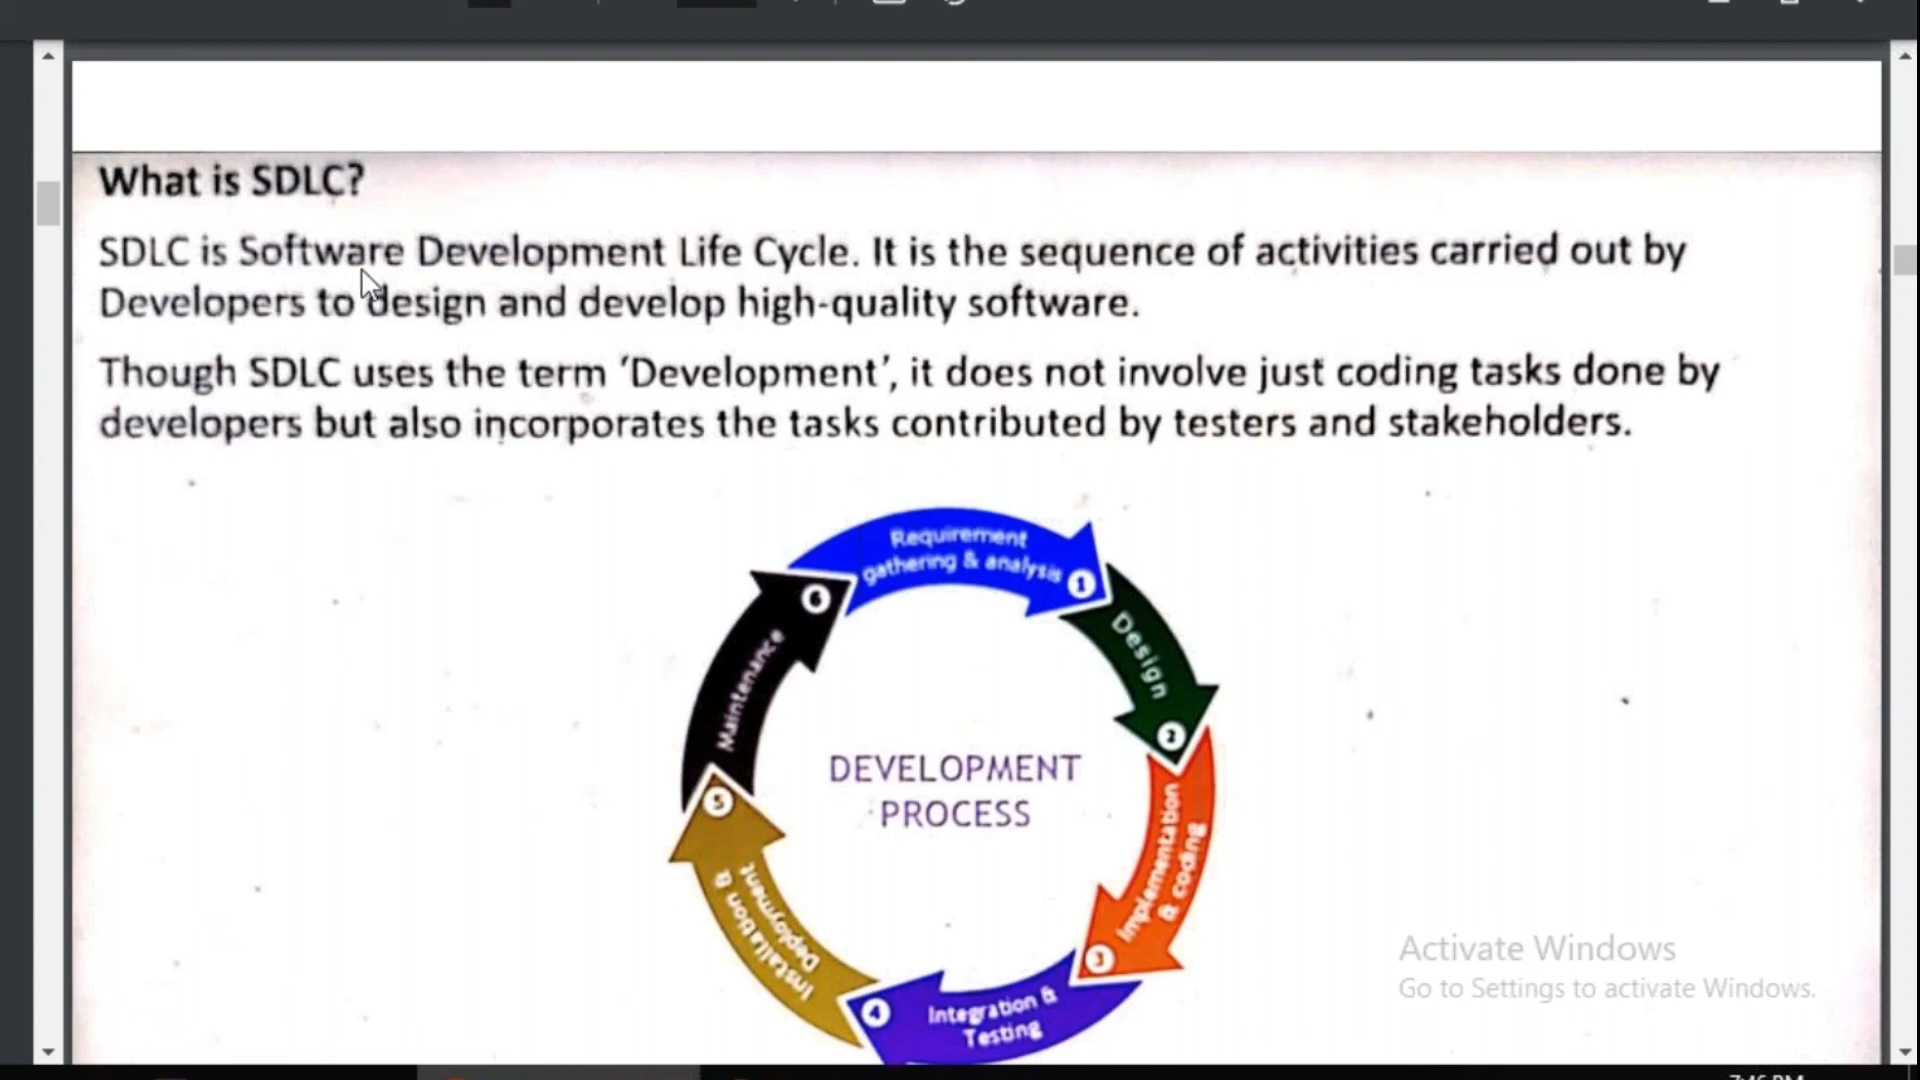 What is SDLC?
SDLC is Software Development Life Cycle. It is the sequence of activities carried out by
Developers to design and develop high-quality software.
Though SDLC uses the term ‘Development’, it does not involve just coding tasks done by
developers but also incorporates the tasks contributed by testers and stakeholders.
Requirement
gathering & analysis
1
Design
2
Implementation
& coding
3
Integration &
Testing
4
Installation &
Deployment
5
Maintenance
6
DEVELOPMENT
PROCESS
Activate Windows
Go to Settings to activate Windows.